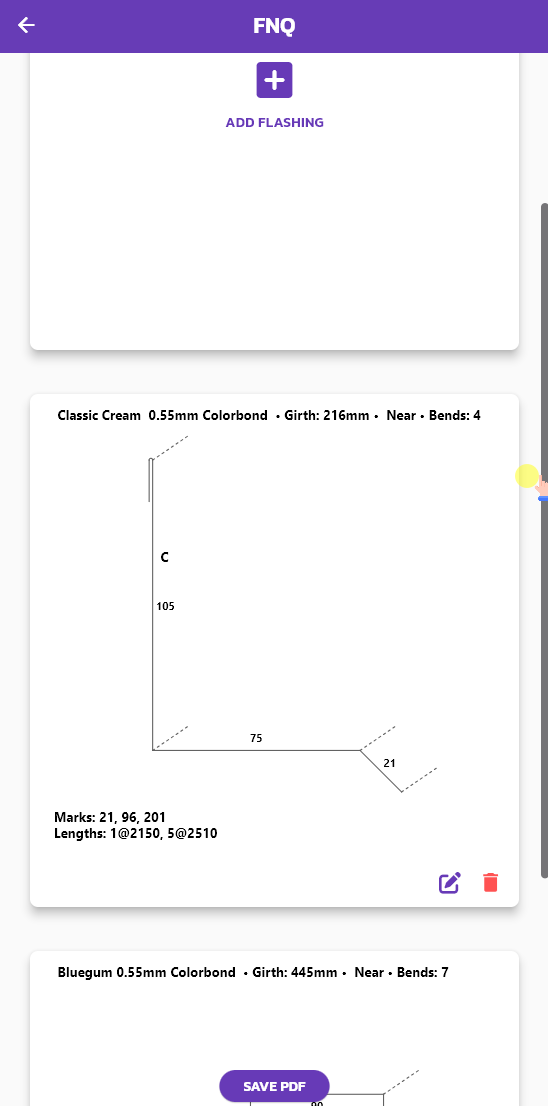 FNQ
ADD FLASHING
Classic Cream  0.55mm Colorbond  • Girth: 216mm •  Near • Bends: 4
C
105
75
21
Marks: 21, 96, 201
Lengths: 1@2150, 5@2510
Bluegum 0.55mm Colorbond  • Girth: 445mm •  Near • Bends: 7
SAVE PDF
90